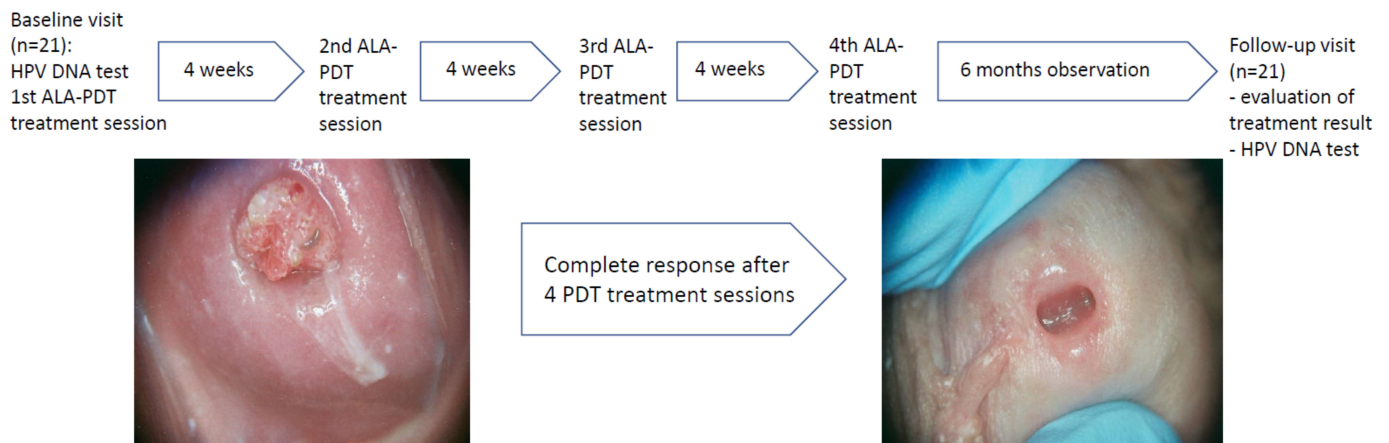 Baseline visit
(n=21):
HPV DNA test
1st ALA-PDT
treatment session
4 weeks
2nd ALA-
PDT
treatment
session
4 weeks
3rd ALA-
PDT
treatment
session
4 weeks
4th ALA-
PDT
treatment
session
6 months observation
Follow-up visit
(n=21)
- evaluation of
treatment result
- HPV DNA test
Complete response after
4 PDT treatment sessions